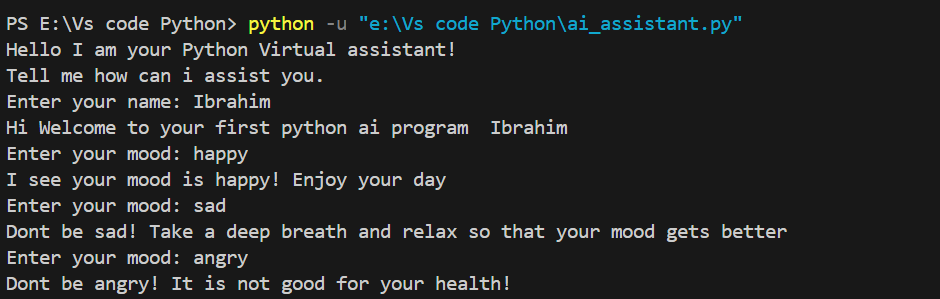 PS E:\Vs code Python> python -u "e:\Vs code Python\ai_assistant.py"
Hello I am your Python Virtual assistant!
Tell me how can i assist you.
Enter your name: Ibrahim
Hi Welcome to your first python ai program  Ibrahim
Enter your mood: happy
I see your mood is happy! Enjoy your day
Enter your mood: sad
Dont be sad! Take a deep breath and relax so that your mood gets better
Enter your mood: angry
Dont be angry! It is not good for your health!